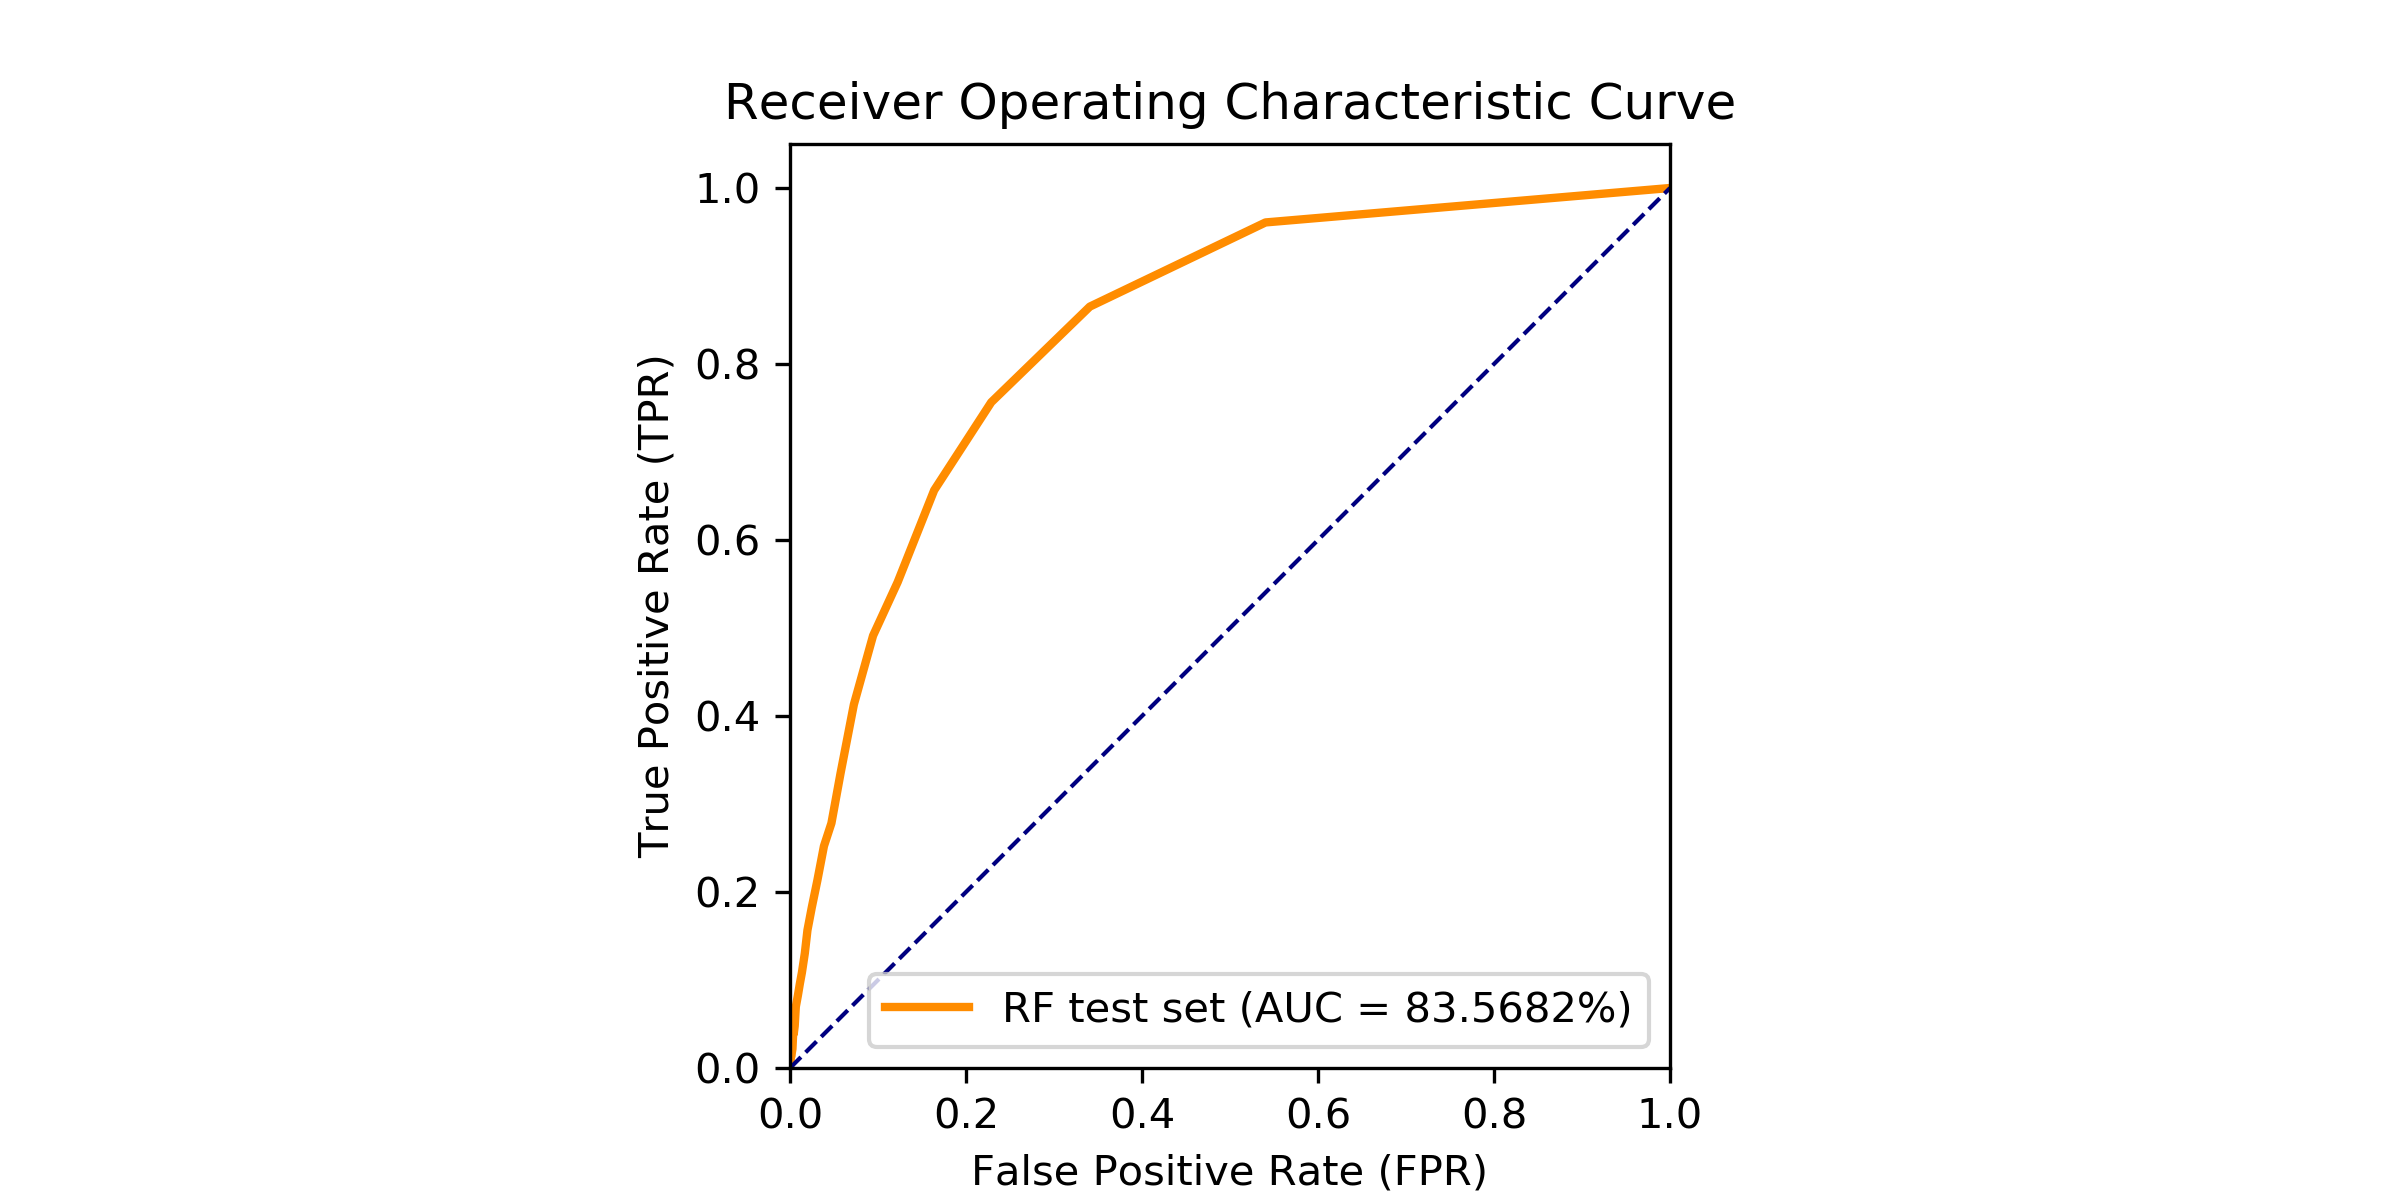 Receiver Operating Characteristic Curve
True Positive Rate (TPR)
1.0
0.8
0.6
0.4
0.2
0.0
RF test set (AUC = 83.5682%)
0.0 0.2 0.4 0.6 0.8 1.0
False Positive Rate (FPR)